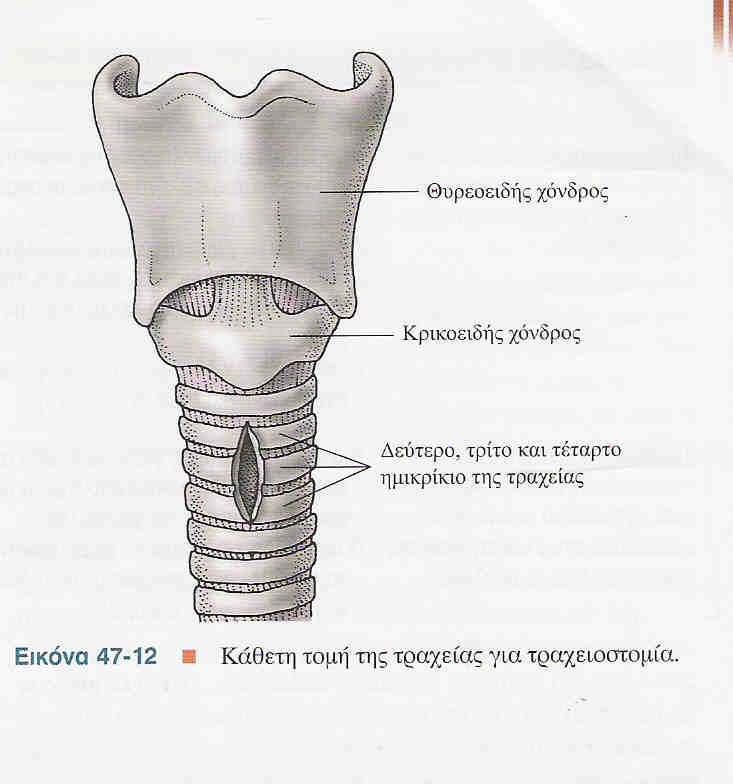 Θυρεοειδής χόνδρος
Κρικοειδής χόνδρος
Δεύτερο, τρίτο και τέταρτο
ημικρίκιο της τραχείας
Εικόνα 47-12 ■ Κάθετη τομή της τραχείας για τραχειοστομία.